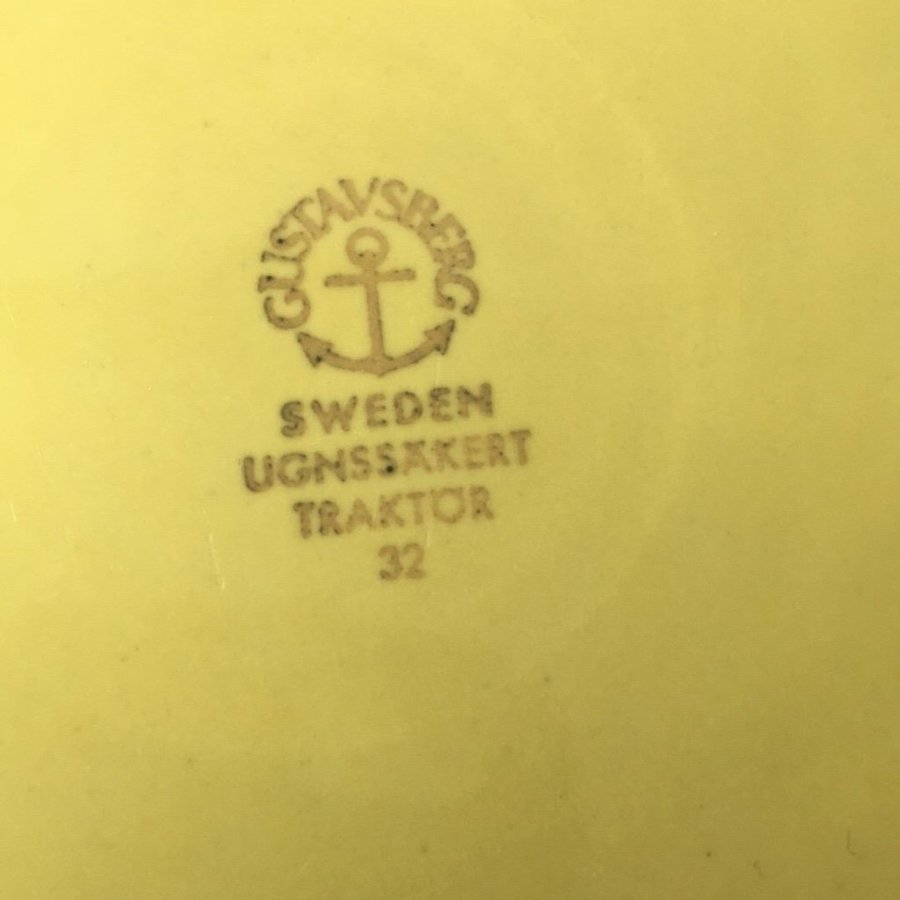 GUSTAVSBERG
SWEDEN
UGNSSÄKERT
TRAKTÖR
32